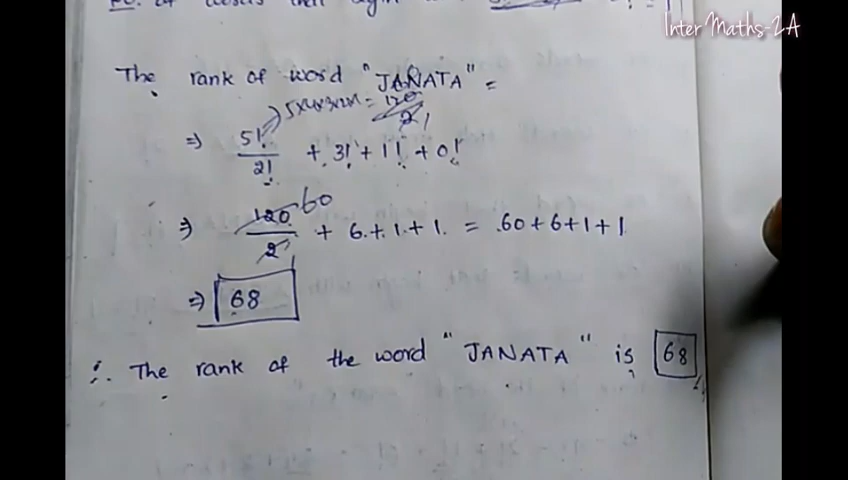 Inter Maths-2A
The rank of word "JANATA" =
⇒ 5! / 2! + 3! + 1! + 0!
120 / 2
⇒ 120 / 2 60 + 6 + 1 + 1 = 60 + 6 + 1 + 1
⇒ 68
∴ The rank of the word "JANATA" is 68